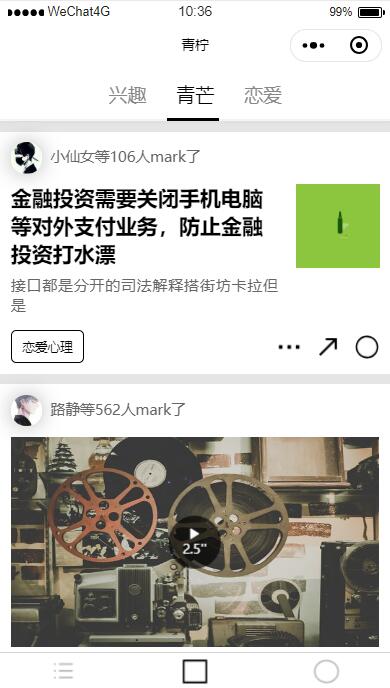 WeChat4G 10:36 99%
青柠
兴趣 青芒 恋爱
小仙女等106人mark了
金融投资需要关闭手机电脑
等对外支付业务，防止金融
投资打水漂
接口都是分开的司法解释搭街坊卡拉但
是
恋爱心理
路静等562人mark了
2.5"